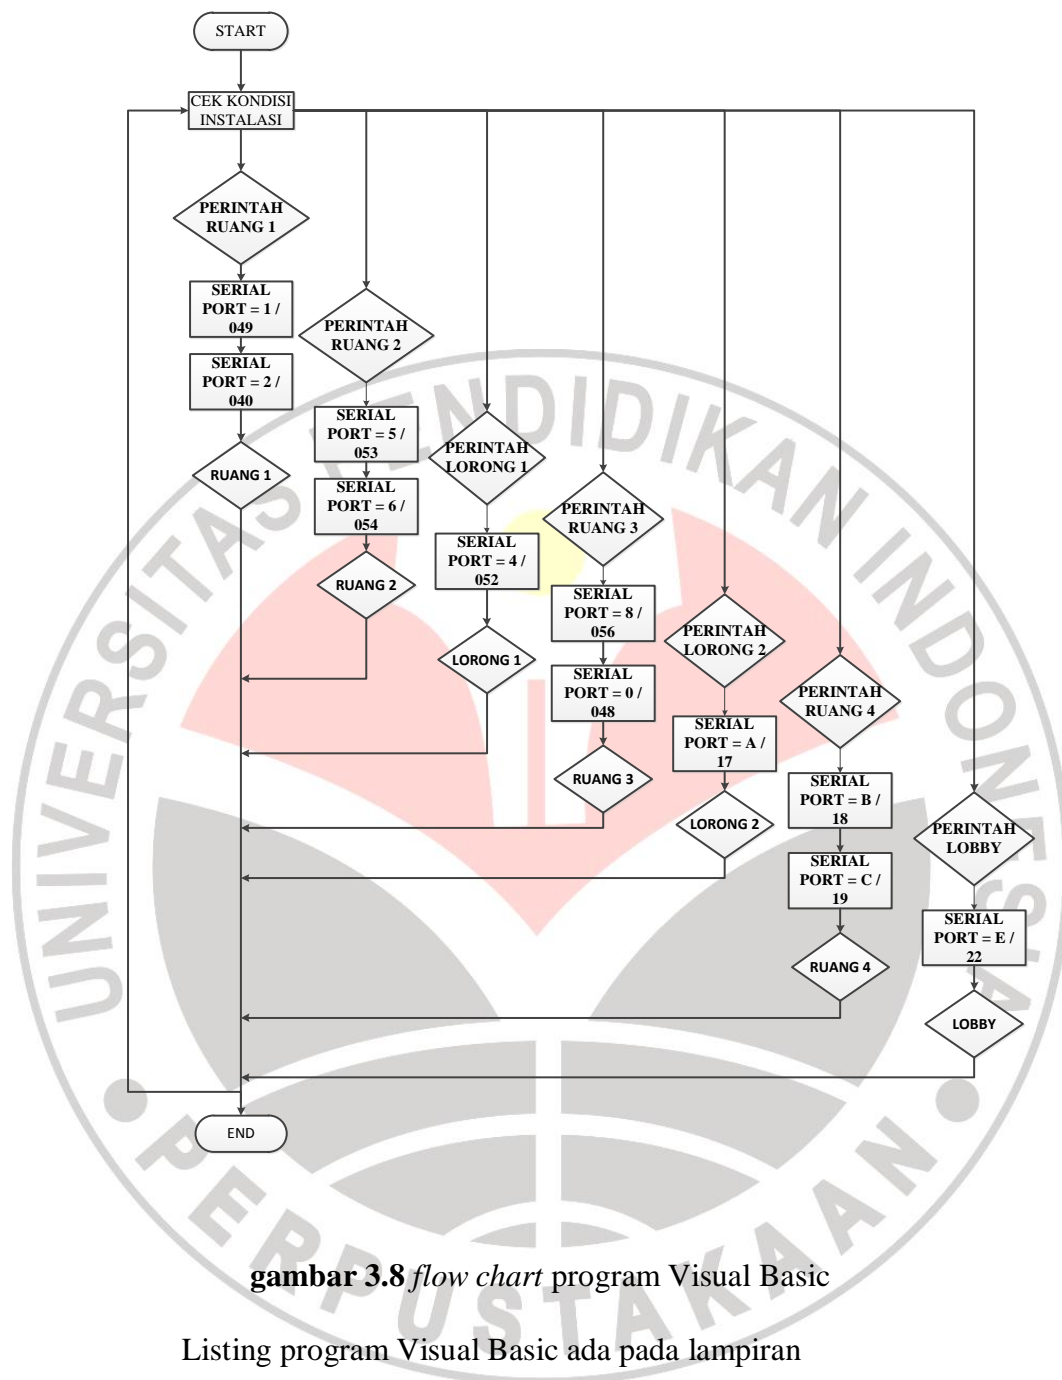 START
CEK KONDISI
INSTALASI
PERINTAH
RUANG 1
SERIAL
PORT = 1 /
049
SERIAL
PORT = 2 /
040
RUANG 1
PERINTAH
RUANG 2
SERIAL
PORT = 5 /
053
SERIAL
PORT = 6 /
054
RUANG 2
PERINTAH
LORONG 1
SERIAL
PORT = 4 /
052
LORONG 1
PERINTAH
RUANG 3
SERIAL
PORT = 8 /
056
SERIAL
PORT = 0 /
048
RUANG 3
PERINTAH
LORONG 2
SERIAL
PORT = A /
17
LORONG 2
PERINTAH
RUANG 4
SERIAL
PORT = B /
18
SERIAL
PORT = C /
19
RUANG 4
PERINTAH
LOBBY
SERIAL
PORT = E /
22
LOBBY
END
UNIVERSITAS PENDIDIKAN INDONESIA
PERPUSTAKAAN
gambar 3.8 flow chart program Visual Basic
Listing program Visual Basic ada pada lampiran